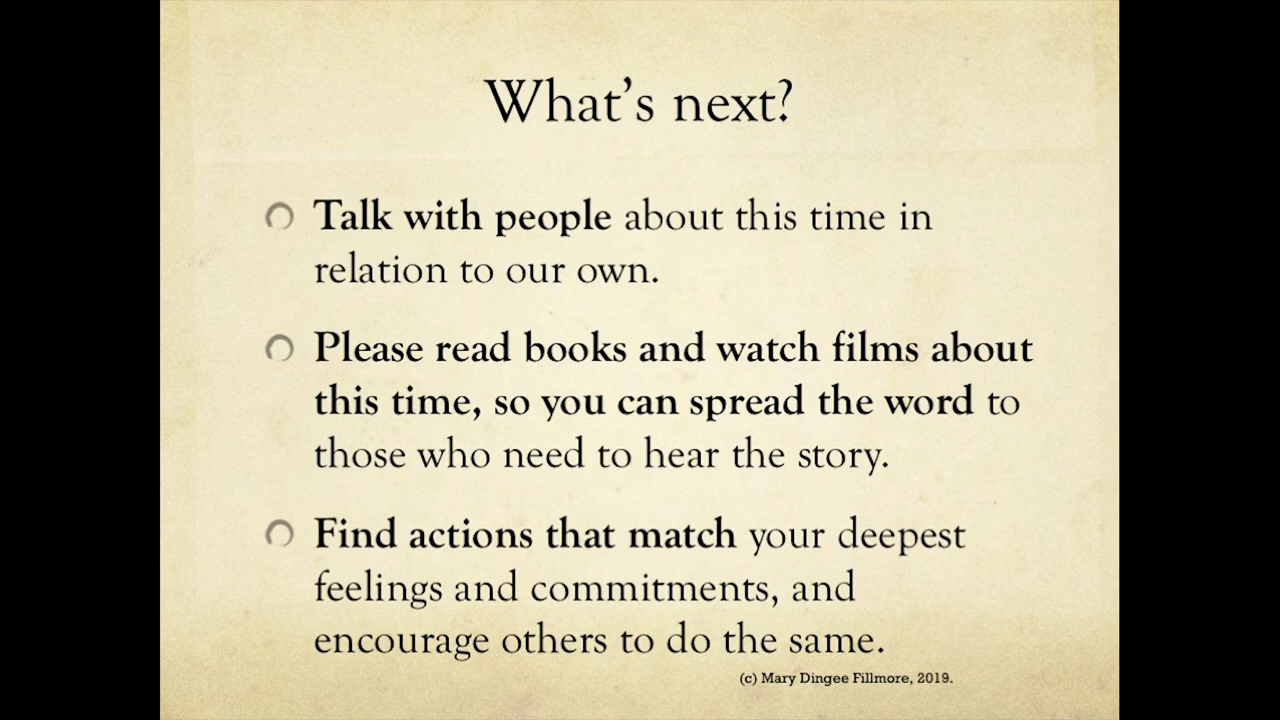 What's next?
Talk with people about this time in
relation to our own.
Please read books and watch films about
this time, so you can spread the word to
those who need to hear the story.
Find actions that match your deepest
feelings and commitments, and
encourage others to do the same.
(c) Mary Dingee Fillmore, 2019.